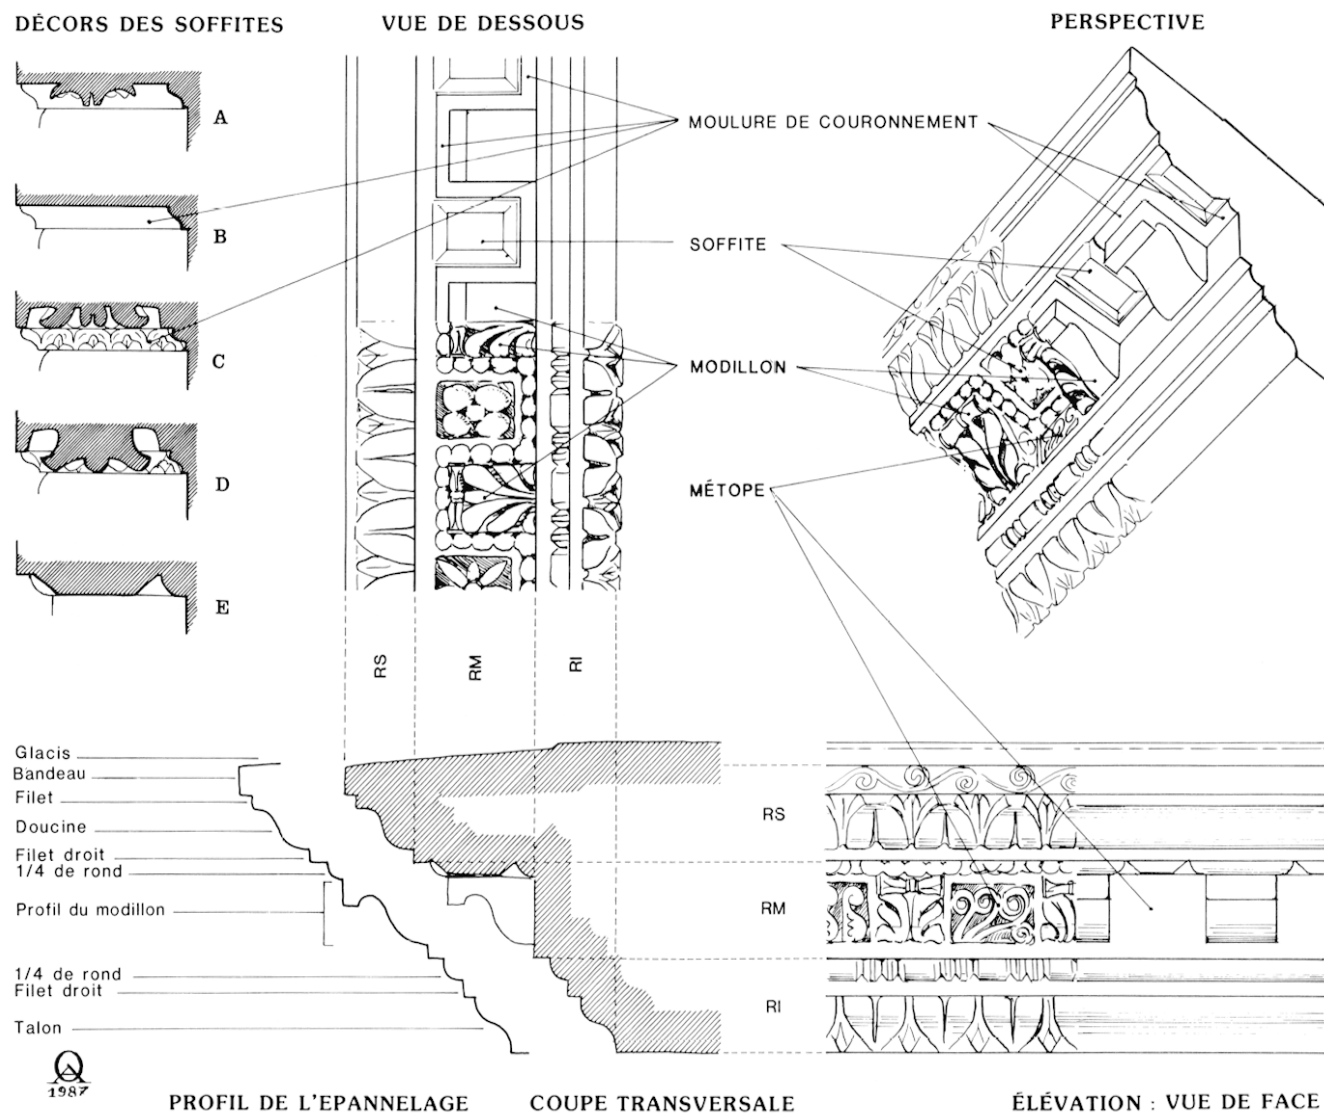 DÉCORS DES SOFFITES
VUE DE DESSOUS
PERSPECTIVE
A
B
C
D
E
MOULURE DE COURONNEMENT
SOFFITE
MODILLON
MÉTOPE
RS
RM
RI
Glacis
Bandeau
Filet
Doucine
Filet droit
1/4 de rond
Profil du modillon
1/4 de rond
Filet droit
Talon
RS
RM
RI
1987
PROFIL DE L'EPANNELAGE
COUPE TRANSVERSALE
ÉLÉVATION : VUE DE FACE